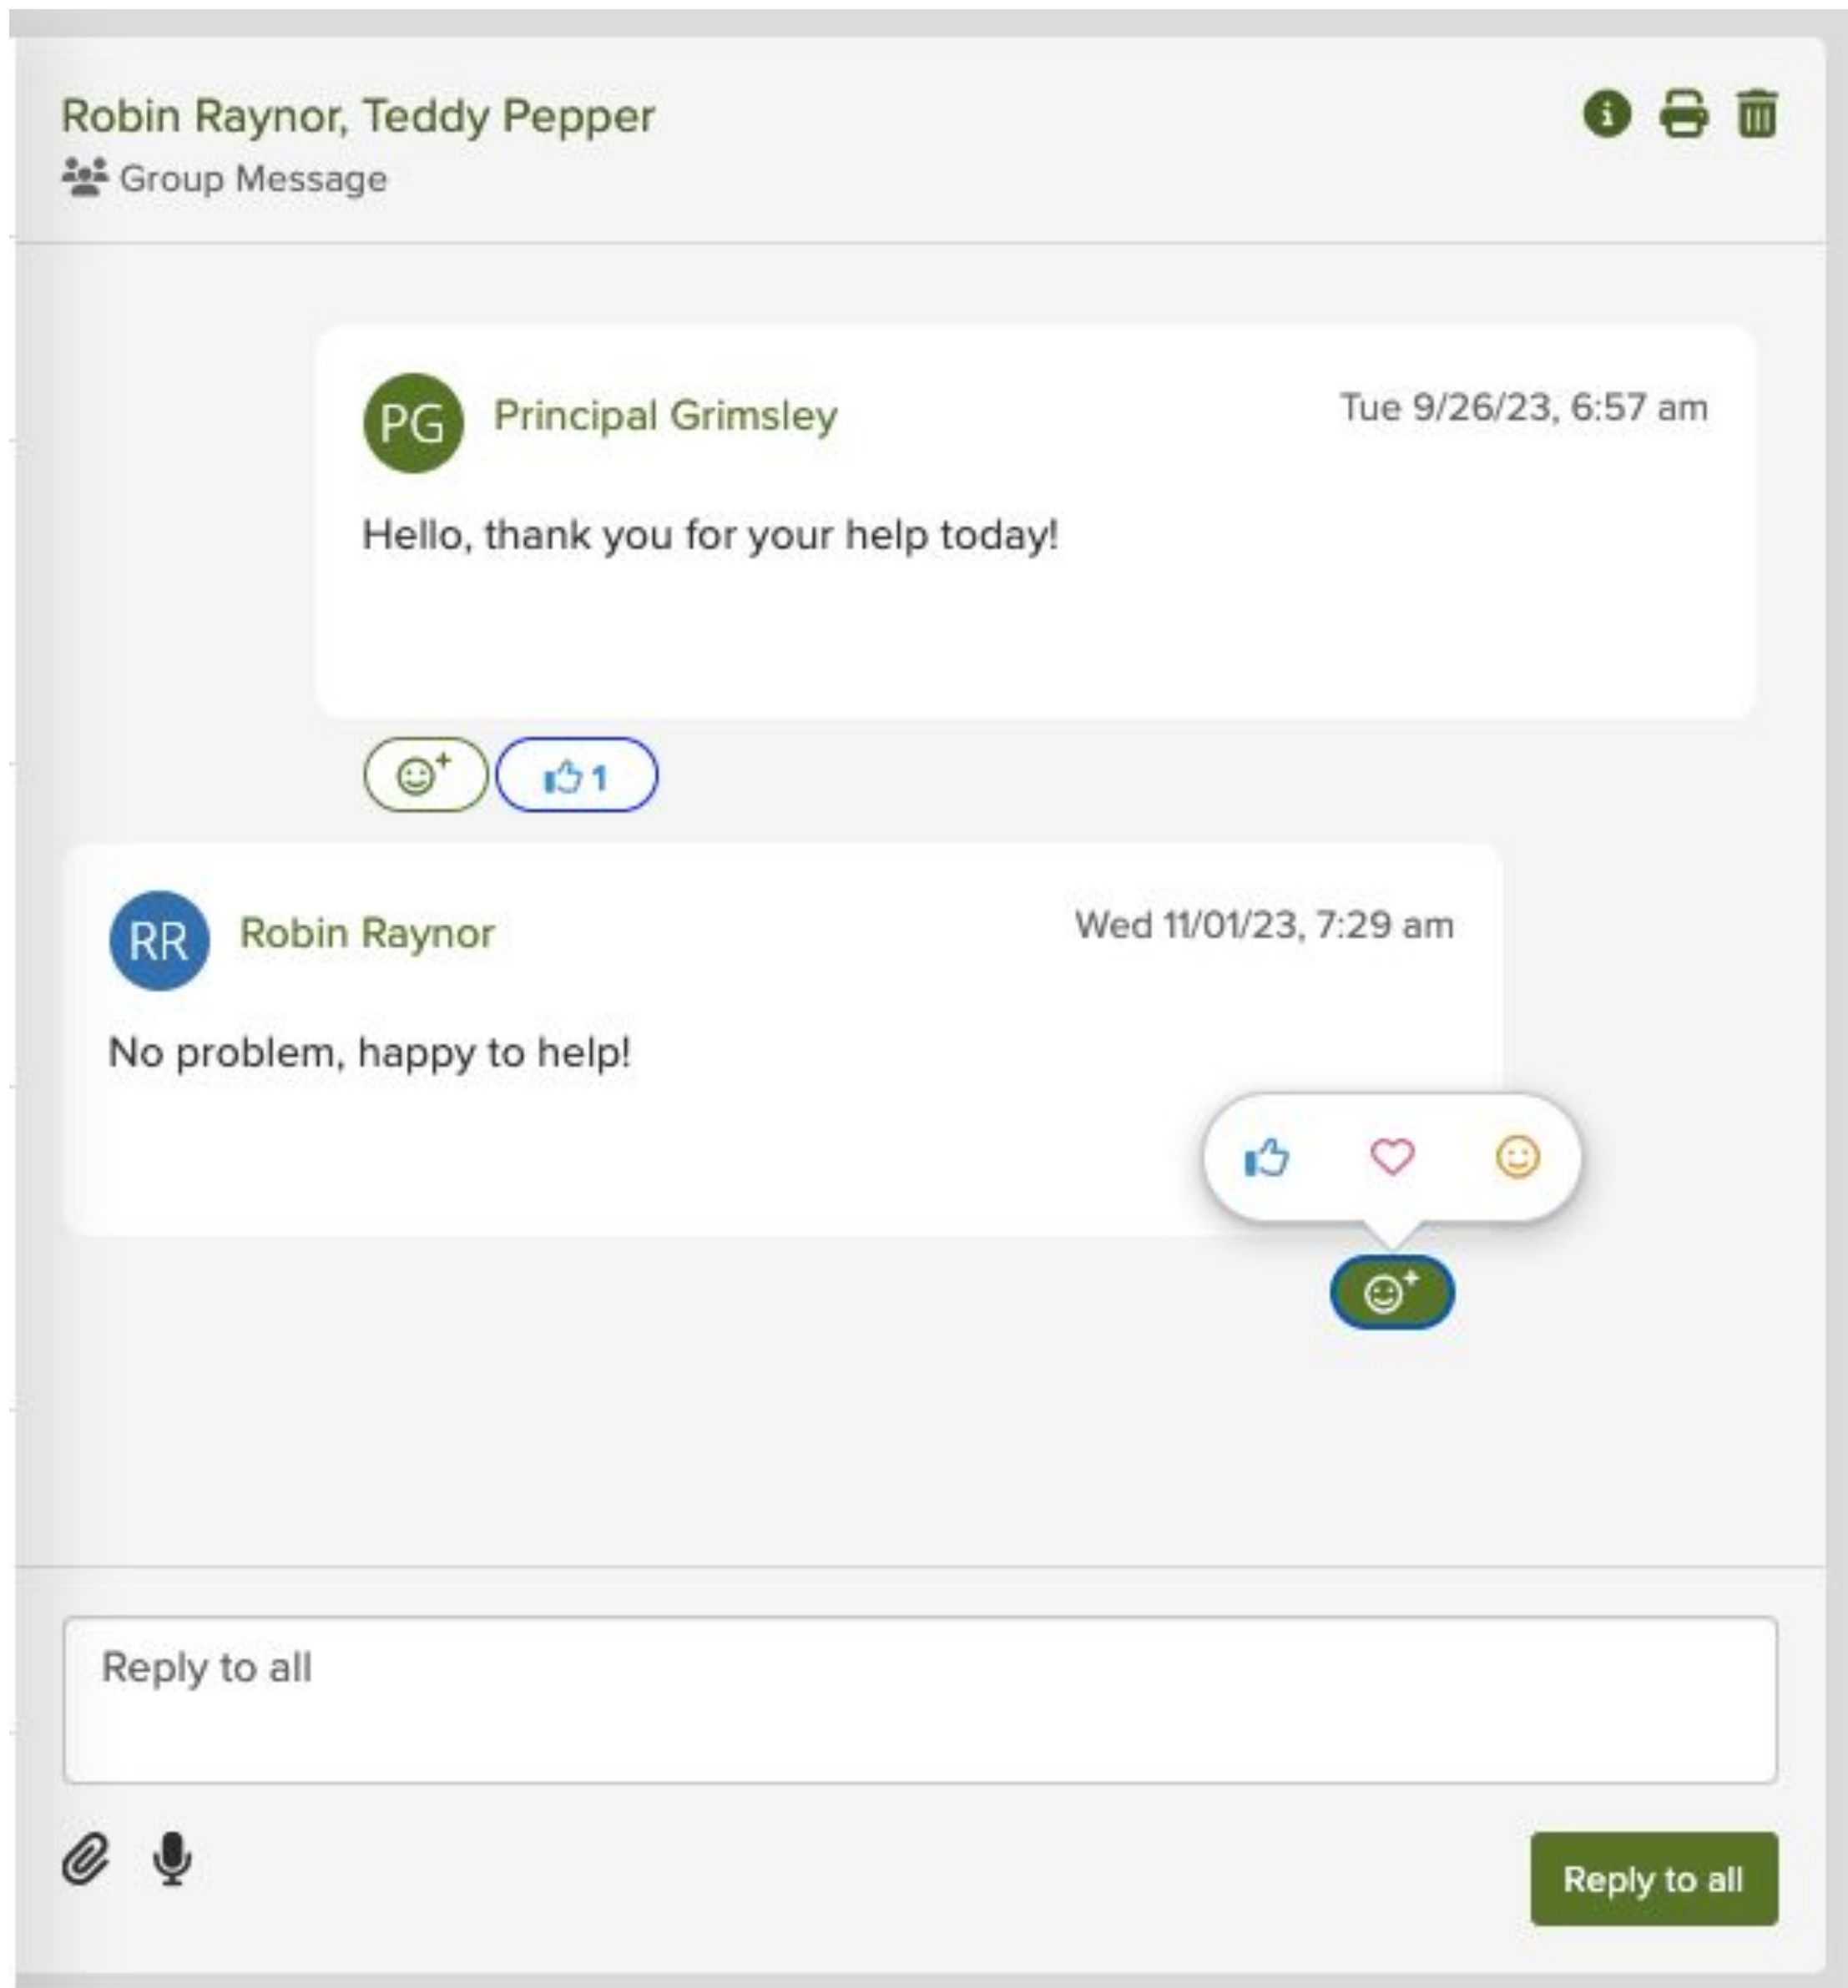 Robin Raynor, Teddy Pepper
Group Message
PG Principal Grimsley Tue 9/26/23, 6:57 am
Hello, thank you for your help today!
1
RR Robin Raynor Wed 11/01/23, 7:29 am
No problem, happy to help!
Reply to all
Reply to all